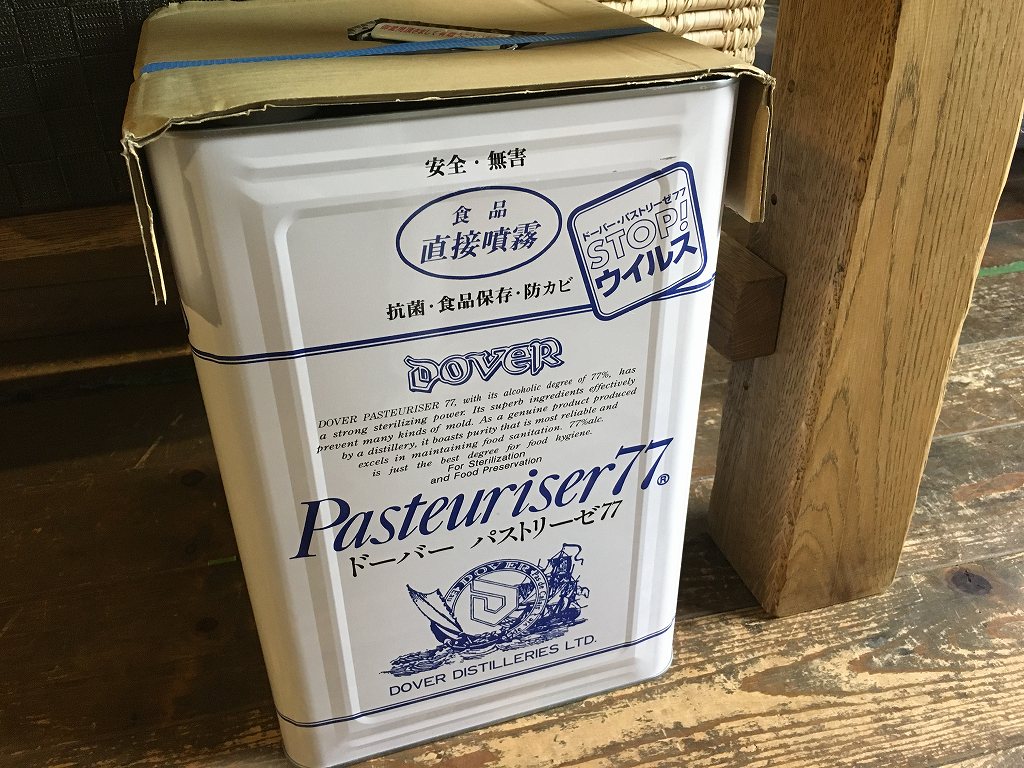 安全・無害
食品
直接噴霧
ドーバー・パストリーゼ77
STOP!
ウイルス
抗菌・食品保存・防カビ
DOVER
DOVER PASTEURISER 77, with its alcoholic degree of 77%, has
a strong sterilizing power. Its superb ingredients effectively
prevent many kinds of mold. As a genuine product produced
by a distillery, it boasts purity that is most reliable and
excels in maintaining food sanitation. 77%alc.
is just the best degree for food hygiene.
For Sterilization
and Food Preservation
Pasteuriser77®
ドーバー パストリーゼ77
DOVER
DOVER DISTILLERIES LTD.